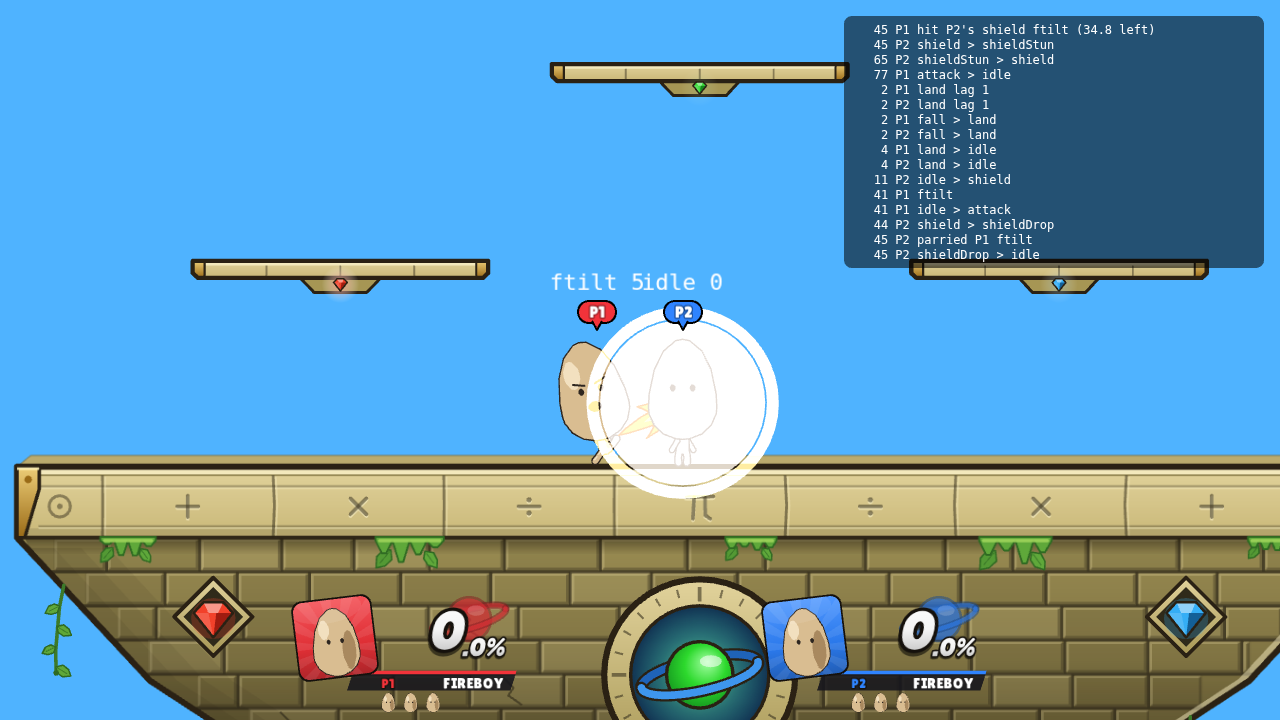 45 P1 hit P2's shield ftilt (34.8 left)
45 P2 shield > shieldStun
65 P2 shieldStun > shield
77 P1 attack > idle
2 P1 land lag 1
2 P2 land lag 1
2 P1 fall > land
2 P2 fall > land
4 P1 land > idle
4 P2 land > idle
11 P2 idle > shield
41 P1 ftilt
41 P1 idle > attack
44 P2 shield > shieldDrop
45 P2 parried P1 ftilt
45 P2 shieldDrop > idle
ftilt 5 idle 0
P1 P2
+ × ÷ π ÷ × +
0.0% 0.0%
P1 FIREBOY P2 FIREBOY